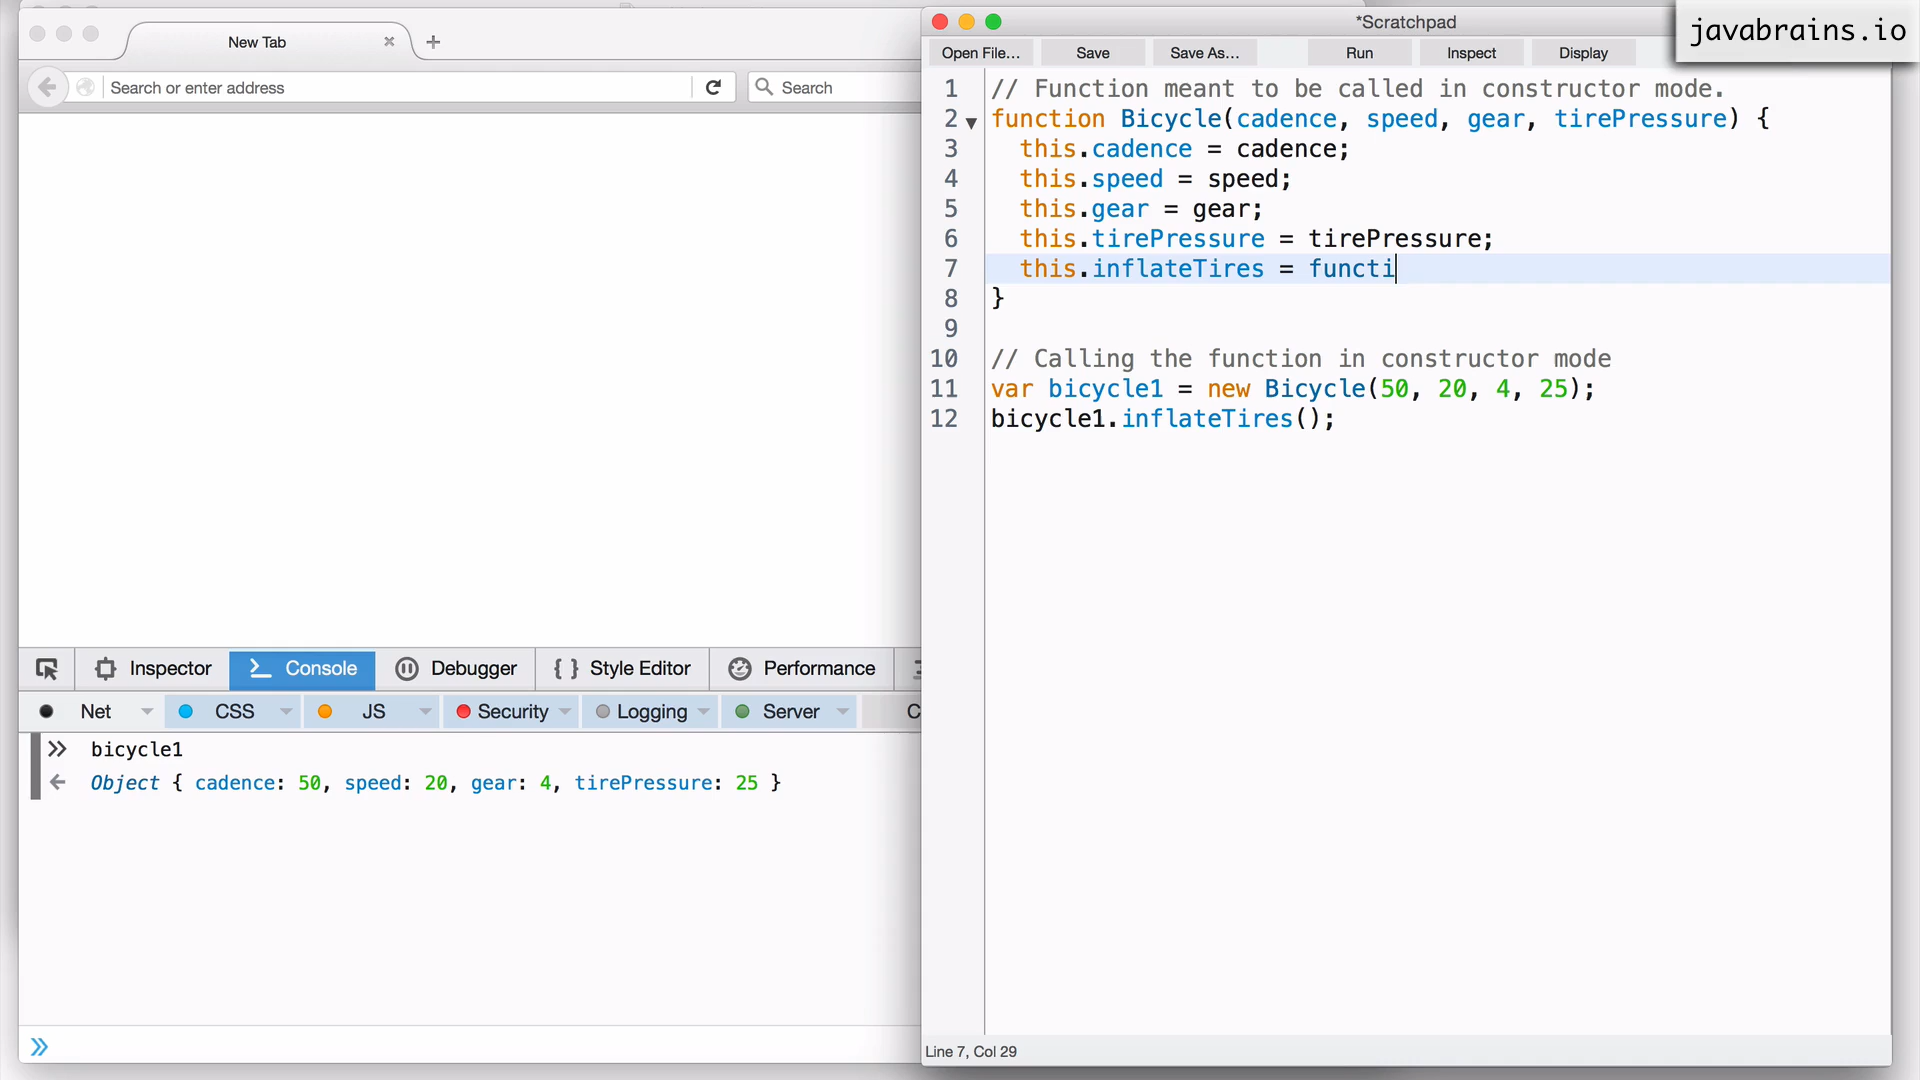 New Tab
Search or enter address
Search
Inspector Console Debugger { } Style Editor Performance
Net CSS JS Security Logging Server C
bicycle1
Object { cadence: 50, speed: 20, gear: 4, tirePressure: 25 }
*Scratchpad
javabrains.io
Open File... Save Save As... Run Inspect Display
1 // Function meant to be called in constructor mode.
2 function Bicycle(cadence, speed, gear, tirePressure) {
3 this.cadence = cadence;
4 this.speed = speed;
5 this.gear = gear;
6 this.tirePressure = tirePressure;
7 this.inflateTires = functi
8 }
9
10 // Calling the function in constructor mode
11 var bicycle1 = new Bicycle(50, 20, 4, 25);
12 bicycle1.inflateTires();
Line 7, Col 29